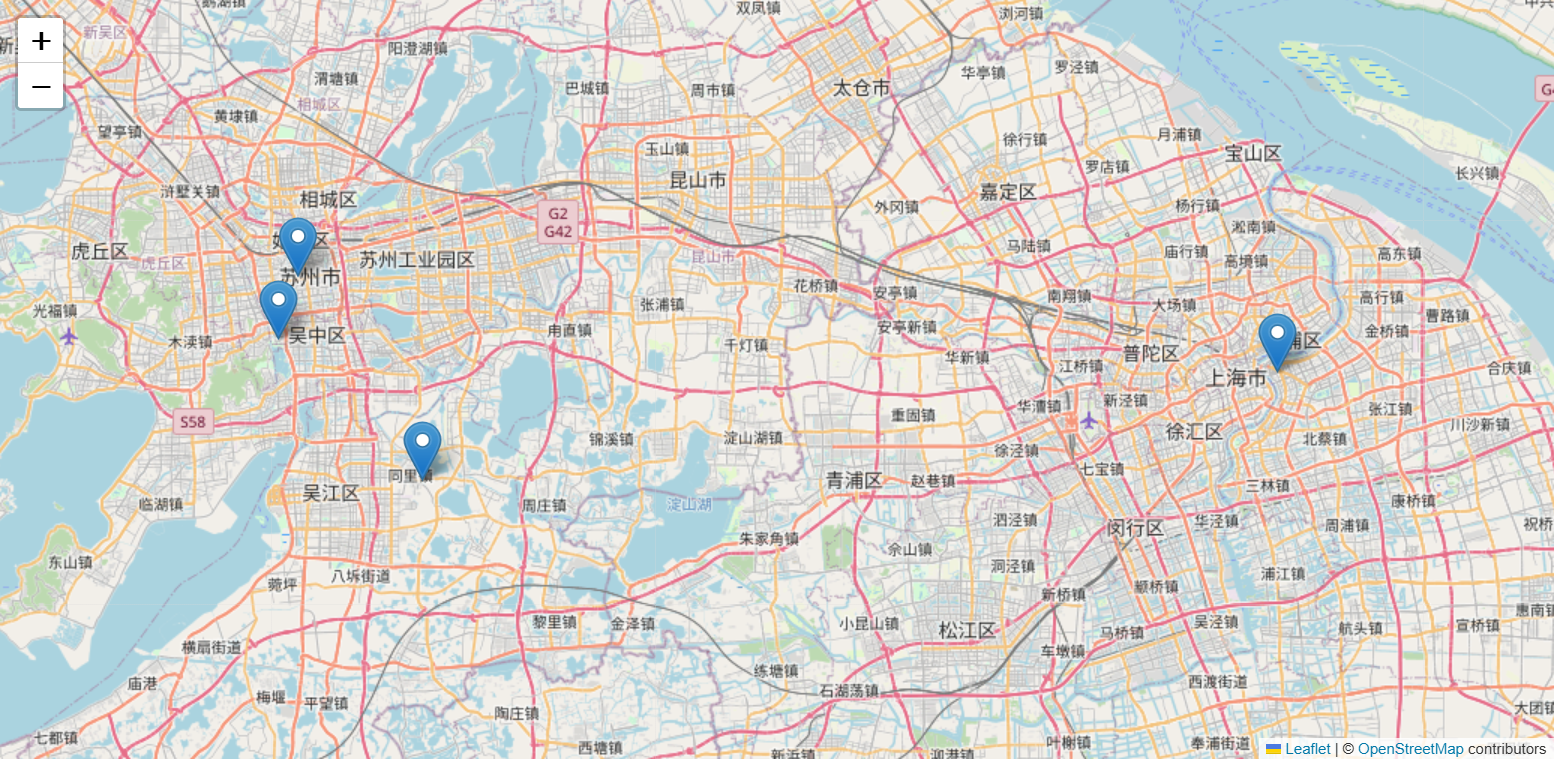 鹅湖镇
双凤镇
浏河镇
+
新吴区
阳澄湖镇
华亭镇
罗泾镇
渭塘镇
巴城镇
周市镇
太仓市
−
相城区
黄埭镇
望亭镇
徐行镇
月浦镇
玉山镇
宝山区
罗店镇
长兴镇
浒墅关镇
昆山市
嘉定区
相城区
外冈镇
杨行镇
G2
G42
淞南镇
虎丘区
虎丘区
苏州工业园区
昆山市
马陆镇
庙行镇
高境镇
高东镇
苏州市
花桥镇
安亭镇
南翔镇
高行镇
光福镇
张浦镇
大场镇
曹路镇
木渎镇
吴中区
甪直镇
千灯镇
安亭新镇
金桥镇
华新镇
普陀区
江桥镇
合庆镇
上海市
S58
华漕镇
新泾镇
张江镇
重固镇
徐汇区
川沙新镇
锦溪镇
淀山湖镇
徐泾镇
北蔡镇
同里镇
青浦区
赵巷镇
七宝镇
三林镇
吴江区
临湖镇
周庄镇
淀山湖
康桥镇
泗泾镇
闵行区
华泾镇
周浦镇
祝桥
朱家角镇
佘山镇
东山镇
菀坪
八坼街道
洞泾镇
浦江镇
新桥镇
颛桥镇
黎里镇
金泽镇
小昆山镇
松江区
马桥镇
吴泾镇
航头镇
宣桥镇
惠南镇
横扇街道
车墩镇
庙港
练塘镇
石湖荡镇
西渡街道
梅堰
平望镇
陶庄镇
大团镇
七都镇
西塘镇
新浜镇
泖港镇
叶榭镇
奉浦街道
Leaflet | © OpenStreetMap contributors